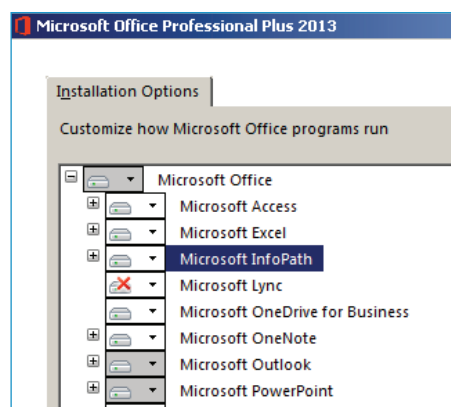 Microsoft Office Professional Plus 2013
Installation Options
Customize how Microsoft Office programs run
Microsoft Office
Microsoft Access
Microsoft Excel
Microsoft InfoPath
Microsoft Lync
Microsoft OneDrive for Business
Microsoft OneNote
Microsoft Outlook
Microsoft PowerPoint